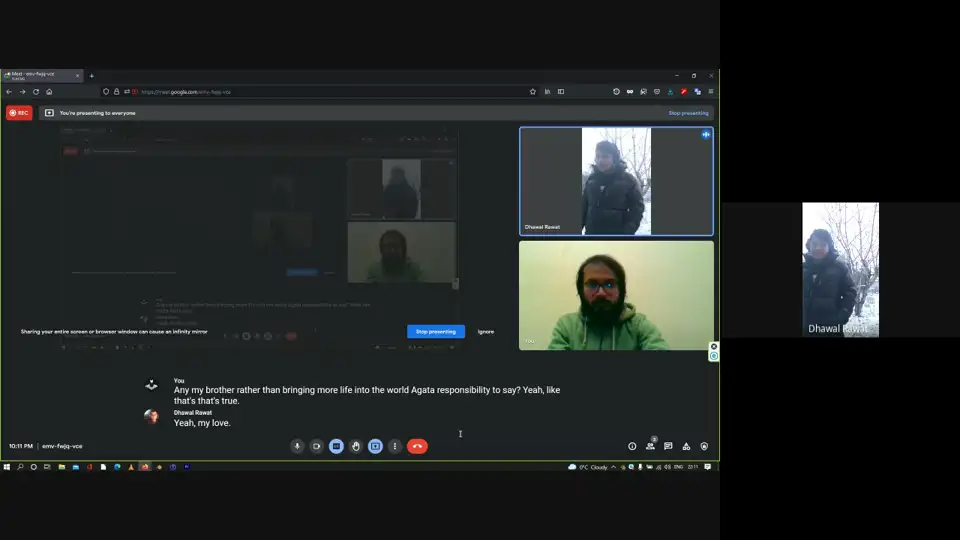 Meet - emv-fwjq-vce
https://meet.google.com/emv-fwjq-vce
REC
You're presenting to everyone
Stop presenting
Dhawal Rawat
Sharing your entire screen or browser window can cause an infinity mirror
Stop presenting
Ignore
You
Dhawal Rawat
You
Any my brother rather than bringing more life into the world Agata responsibility to say? Yeah, like
that's that's true.
Dhawal Rawat
Yeah, my love.
10:11 PM | emv-fwjq-vce
0°C Cloudy
ENG
22:11